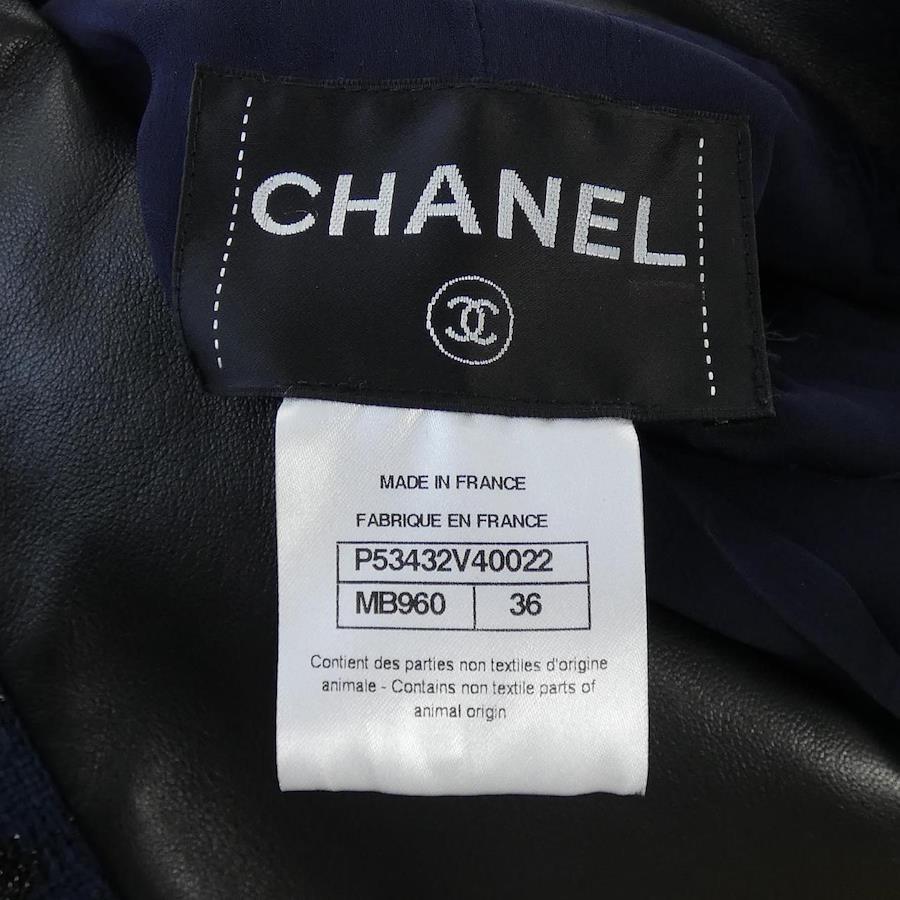 CHANEL
MADE IN FRANCE
FABRIQUE EN FRANCE
P53432V40022
MB960 36
Contient des parties non textiles d'origine
animale - Contains non textile parts of
animal origin